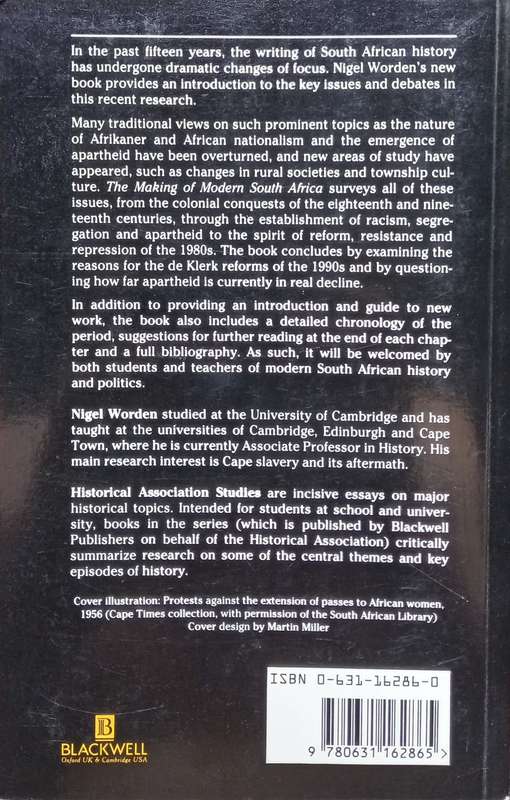 In the past fifteen years, the writing of South African history
has undergone dramatic changes of focus. Nigel Worden's new
book provides an introduction to the key issues and debates in
this recent research.
Many traditional views on such prominent topics as the nature
of Afrikaner and African nationalism and the emergence of
apartheid have been overturned, and new areas of study have
appeared, such as changes in rural societies and township cul-
ture. The Making of Modern South Africa surveys all of these
issues, from the colonial conquests of the eighteenth and nine-
teenth centuries, through the establishment of racism, segre-
gation and apartheid to the spirit of reform, resistance and
repression of the 1980s. The book concludes by examining the
reasons for the de Klerk reforms of the 1990s and by question-
ing how far apartheid is currently in real decline.
In addition to providing an introduction and guide to new
work, the book also includes a detailed chronology of the
period, suggestions for further reading at the end of each chap-
ter and a full bibliography. As such, it will be welcomed by
both students and teachers of modern South African history
and politics.
Nigel Worden studied at the University of Cambridge and has
taught at the universities of Cambridge, Edinburgh and Cape
Town, where he is currently Associate Professor in History. His
main research interest is Cape slavery and its aftermath.
Historical Association Studies are incisive essays on major
historical topics. Intended for students at school and univer-
sity, books in the series (which is published by Blackwell
Publishers on behalf of the Historical Association) critically
summarize research on some of the central themes and key
episodes of history.
Cover illustration: Protests against the extension of passes to African women,
1956 (Cape Times collection, with permission of the South African Library)
Cover design by Martin Miller
ISBN 0-631-16286-0
9 780631 162865 >
B
BLACKWELL
Oxford UK & Cambridge USA